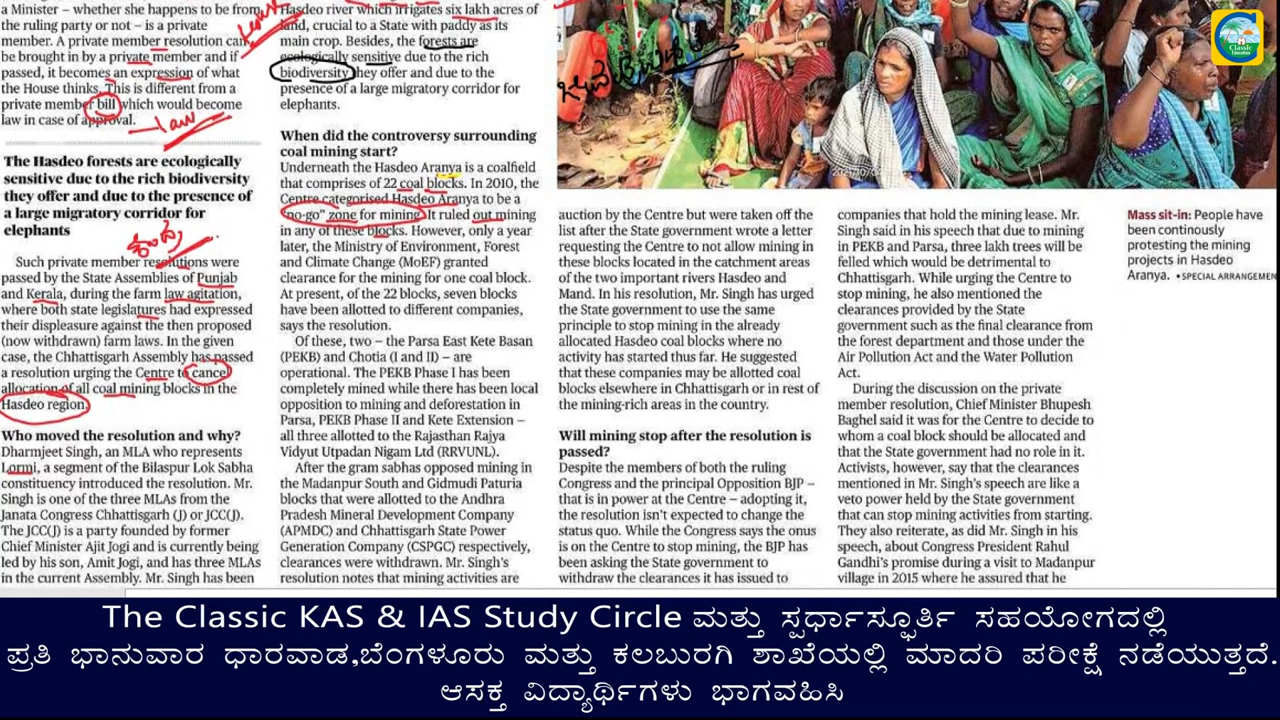 a Minister – whether she happens to be from
the ruling party or not – is a private
member. A private member resolution can
be brought in by a private member and if
passed, it becomes an expression of what
the House thinks. This is different from a
private member bill which would become
law in case of approval.
law
The Hasdeo forests are ecologically
sensitive due to the rich biodiversity
they offer and due to the presence of
a large migratory corridor for
elephants
Such private member resolutions were
passed by the State Assemblies of Punjab
and Kerala, during the farm law agitation,
where both state legislatures had expressed
their displeasure against the then proposed
(now withdrawn) farm laws. In the given
case, the Chhattisgarh Assembly has passed
a resolution urging the Centre to cancel
allocation of all coal mining blocks in the
Hasdeo region.
Who moved the resolution and why?
Dharmjeet Singh, an MLA who represents
Lormi, a segment of the Bilaspur Lok Sabha
constituency introduced the resolution. Mr.
Singh is one of the three MLAs from the
Janata Congress Chhattisgarh (J) or JCC(J).
The JCC(J) is a party founded by former
Chief Minister Ajit Jogi and is currently being
led by his son, Amit Jogi, and has three MLAs
in the current Assembly. Mr. Singh has been
Hasdeo river which irrigates six lakh acres of
land, crucial to a State with paddy as its
main crop. Besides, the forests are
ecologically sensitive due to the rich
biodiversity they offer and due to the
presence of a large migratory corridor for
elephants.
When did the controversy surrounding
coal mining start?
Underneath the Hasdeo Aranya is a coalfield
that comprises of 22 coal blocks. In 2010, the
Centre categorised Hasdeo Aranya to be a
“no-go” zone for mining. It ruled out mining
in any of these blocks. However, only a year
later, the Ministry of Environment, Forest
and Climate Change (MoEF) granted
clearance for the mining for one coal block.
At present, of the 22 blocks, seven blocks
have been allotted to different companies,
says the resolution.
Of these, two – the Parsa East Kete Basan
(PEKB) and Chotia (I and II) – are
operational. The PEKB Phase I has been
completely mined while there has been local
opposition to mining and deforestation in
Parsa, PEKB Phase II and Kete Extension –
all three allotted to the Rajasthan Rajya
Vidyut Utpadan Nigam Ltd (RRVUNL).
After the gram sabhas opposed mining in
the Madanpur South and Gidmudi Paturia
blocks that were allotted to the Andhra
Pradesh Mineral Development Company
(APMDC) and Chhattisgarh State Power
Generation Company (CSPGC) respectively,
clearances were withdrawn. Mr. Singh's
resolution notes that mining activities are
auction by the Centre but were taken off the
list after the State government wrote a letter
requesting the Centre to not allow mining in
these blocks located in the catchment areas
of the two important rivers Hasdeo and
Mand. In his resolution, Mr. Singh has urged
the State government to use the same
principle to stop mining in the already
allocated Hasdeo coal blocks where no
activity has started thus far. He suggested
that these companies may be allotted coal
blocks elsewhere in Chhattisgarh or in rest of
the mining-rich areas in the country.
Will mining stop after the resolution is
passed?
Despite the members of both the ruling
Congress and the principal Opposition BJP –
that is in power at the Centre – adopting it,
the resolution isn't expected to change the
status quo. While the Congress says the onus
is on the Centre to stop mining, the BJP has
been asking the State government to
withdraw the clearances it has issued to
companies that hold the mining lease. Mr.
Singh said in his speech that due to mining
in PEKB and Parsa, three lakh trees will be
felled which would be detrimental to
Chhattisgarh. While urging the Centre to
stop mining, he also mentioned the
clearances provided by the State
government such as the final clearance from
the forest department and those under the
Air Pollution Act and the Water Pollution
Act.
During the discussion on the private
member resolution, Chief Minister Bhupesh
Baghel said it was for the Centre to decide to
whom a coal block should be allocated and
that the State government had no role in it.
Activists, however, say that the clearances
mentioned in Mr. Singh's speech are like a
veto power held by the State government
that can stop mining activities from starting.
They also reiterate, as did Mr. Singh in his
speech, about Congress President Rahul
Gandhi's promise during a visit to Madanpur
village in 2015 where he assured that he
Mass sit-in: People have
been continously
protesting the mining
projects in Hasdeo
Aranya. •SPECIAL ARRANGEMEN
Classic
Education
The Classic KAS & IAS Study Circle ಮತ್ತು ಸ್ಪರ್ಧಾಸ್ಫೂರ್ತಿ ಸಹಯೋಗದಲ್ಲಿ
ಪ್ರತಿ ಭಾನುವಾರ ಧಾರವಾಡ,ಬೆಂಗಳೂರು ಮತ್ತು ಕಲಬುರಗಿ ಶಾಖೆಯಲ್ಲಿ ಮಾದರಿ ಪರೀಕ್ಷೆ ನಡೆಯುತ್ತದೆ.
ಆಸಕ್ತ ವಿದ್ಯಾರ್ಥಿಗಳು ಭಾಗವಹಿಸಿ